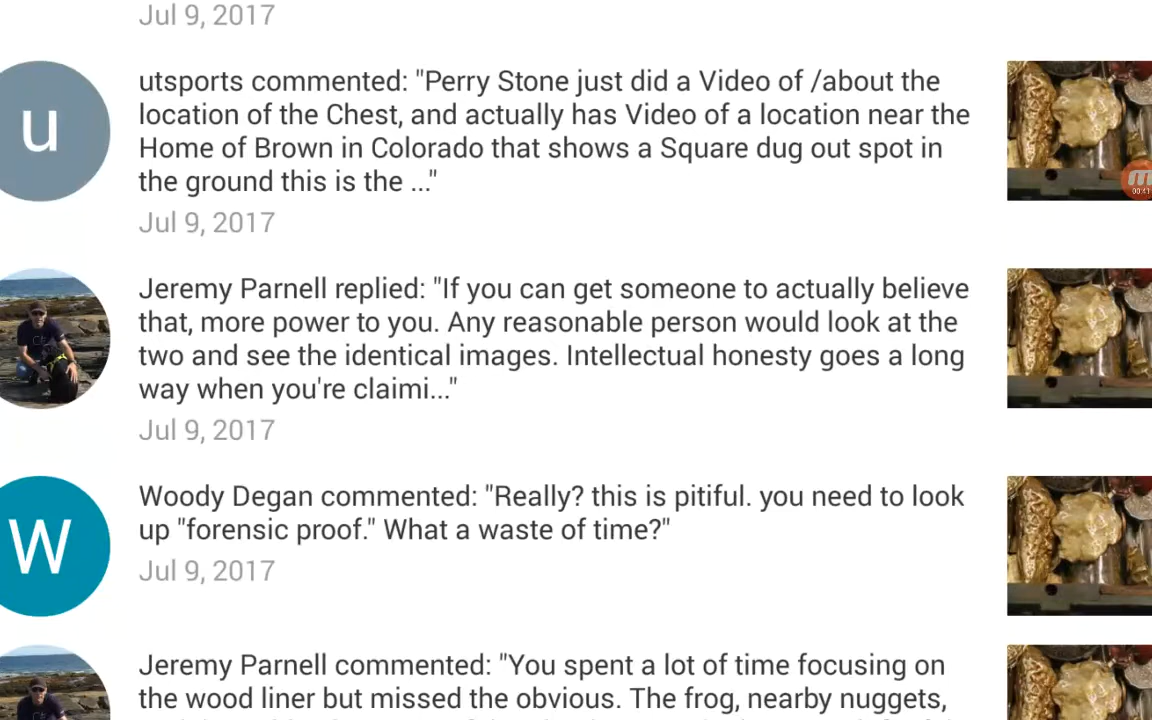 Jul 9, 2017
u
utsports commented: "Perry Stone just did a Video of /about the
location of the Chest, and actually has Video of a location near the
Home of Brown in Colorado that shows a Square dug out spot in
the ground this is the ..."
Jul 9, 2017
00:41
Jeremy Parnell replied: "If you can get someone to actually believe
that, more power to you. Any reasonable person would look at the
two and see the identical images. Intellectual honesty goes a long
way when you're claimi..."
Jul 9, 2017
W
Woody Degan commented: "Really? this is pitiful. you need to look
up "forensic proof." What a waste of time?"
Jul 9, 2017
Jeremy Parnell commented: "You spent a lot of time focusing on
the wood liner but missed the obvious. The frog, nearby nuggets,